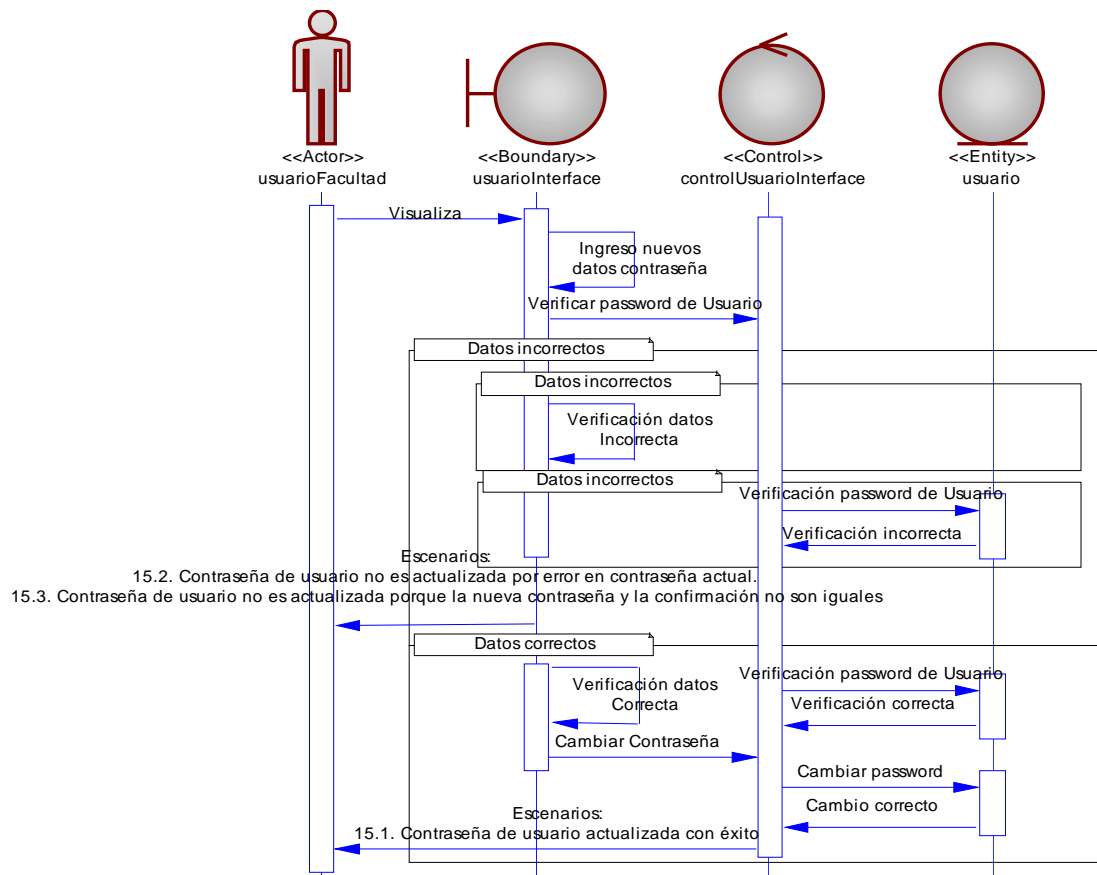 <<Actor>>
usuarioFacultad
<<Boundary>>
usuarioInterface
<<Control>>
controlUsuarioInterface
<<Entity>>
usuario
Visualiza
Ingreso nuevos
datos contraseña
Verificar password de Usuario
Datos incorrectos
Datos incorrectos
Verificación datos
Incorrecta
Datos incorrectos
Verificación password de Usuario
Verificación incorrecta
Escenarios:
15.2. Contraseña de usuario no es actualizada por error en contraseña actual.
15.3. Contraseña de usuario no es actualizada porque la nueva contraseña y la confirmación no son iguales
Datos correctos
Verificación password de Usuario
Verificación datos
Correcta
Verificación correcta
Cambiar Contraseña
Cambiar password
Cambio correcto
Escenarios:
15.1. Contraseña de usuario actualizada con éxito